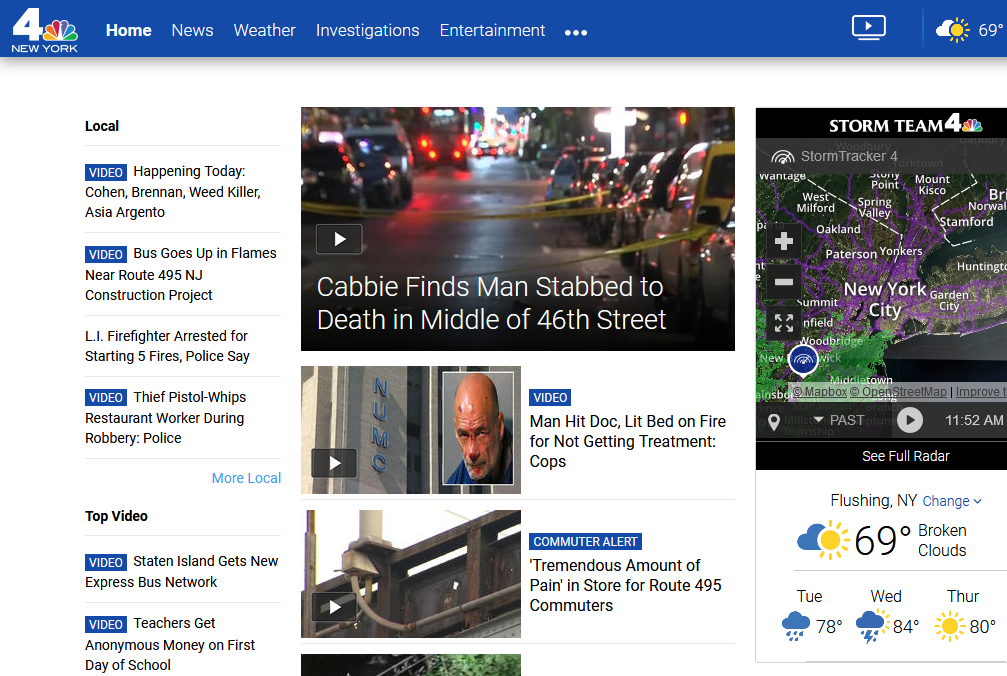 4
NEW YORK
Home
News
Weather
Investigations
Entertainment
69°
Local
VIDEO Happening Today:
Cohen, Brennan, Weed Killer,
Asia Argento
VIDEO Bus Goes Up in Flames
Near Route 495 NJ
Construction Project
L.I. Firefighter Arrested for
Starting 5 Fires, Police Say
VIDEO Thief Pistol-Whips
Restaurant Worker During
Robbery: Police
More Local
Top Video
VIDEO Staten Island Gets New
Express Bus Network
VIDEO Teachers Get
Anonymous Money on First
Day of School
Cabbie Finds Man Stabbed to
Death in Middle of 46th Street
NUMC
VIDEO
Man Hit Doc, Lit Bed on Fire
for Not Getting Treatment:
Cops
COMMUTER ALERT
'Tremendous Amount of
Pain' in Store for Route 495
Commuters
STORM TEAM 4
StormTracker 4
Woodbury
Danbury
Yorktown
wantage
Stony
Point
Mount
Kisco
West
Milford
Spring
Valley
Bri
Norwal
Stamford
Oakland
Paterson
Yonkers
Huntingto
New York
City
Garden
City
Summit
nfield
Woodbridge
New
wick
Middletown
© Mapbox © OpenStreetMap | Improve t
PAST
11:52 AM
See Full Radar
Flushing, NY Change
69° Broken
Clouds
Tue
78°
Wed
84°
Thur
80°